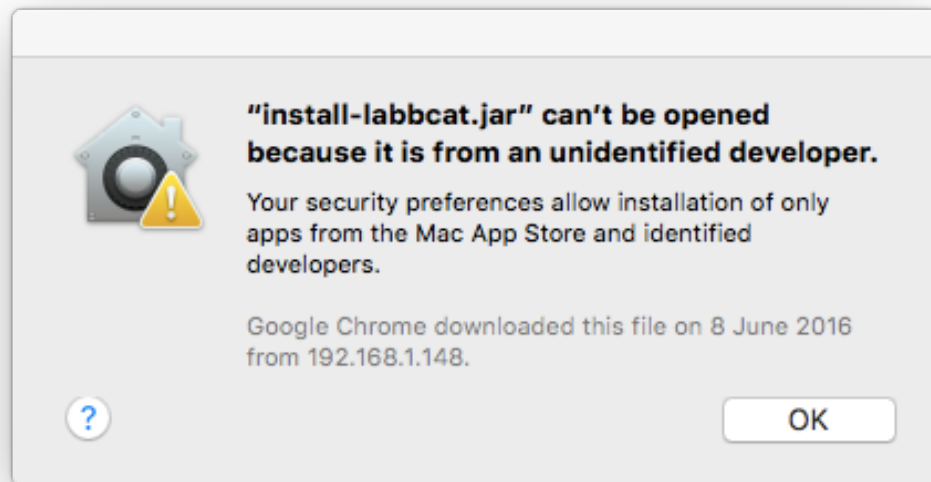 “install-labbcat.jar” can’t be opened
because it is from an unidentified developer.
Your security preferences allow installation of only
apps from the Mac App Store and identified
developers.
Google Chrome downloaded this file on 8 June 2016
from 192.168.1.148.
?
OK